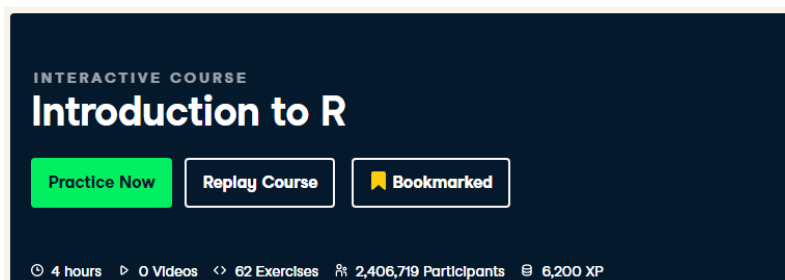 INTERACTIVE COURSE
Introduction to R
Practice Now Replay Course Bookmarked
4 hours 0 Videos 62 Exercises 2,406,719 Participants 6,200 XP